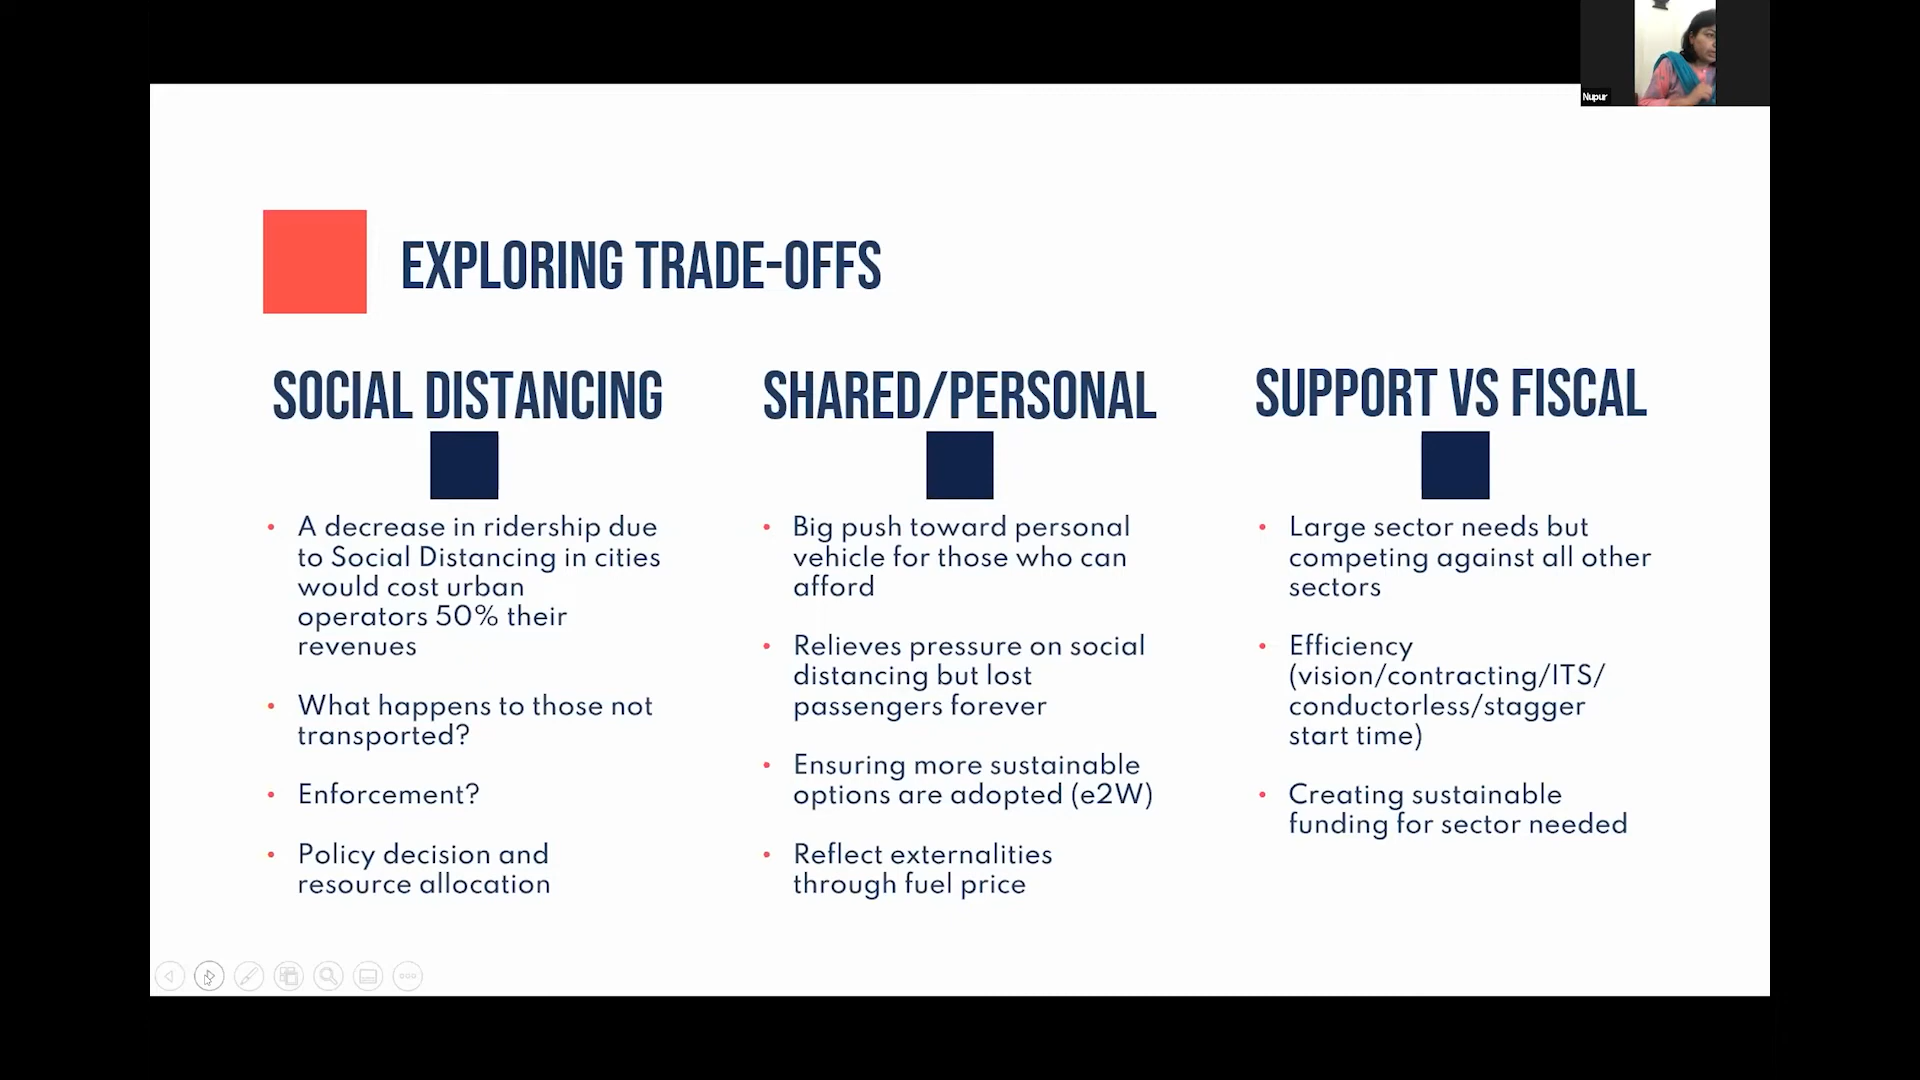 Nupur
EXPLORING TRADE-OFFS
SOCIAL DISTANCING
• A decrease in ridership due
to Social Distancing in cities
would cost urban
operators 50% their
revenues
• What happens to those not
transported?
• Enforcement?
• Policy decision and
resource allocation
SHARED/PERSONAL
• Big push toward personal
vehicle for those who can
afford
• Relieves pressure on social
distancing but lost
passengers forever
• Ensuring more sustainable
options are adopted (e2W)
• Reflect externalities
through fuel price
SUPPORT VS FISCAL
• Large sector needs but
competing against all other
sectors
• Efficiency
(vision/contracting/ITS/
conductorless/stagger
start time)
• Creating sustainable
funding for sector needed